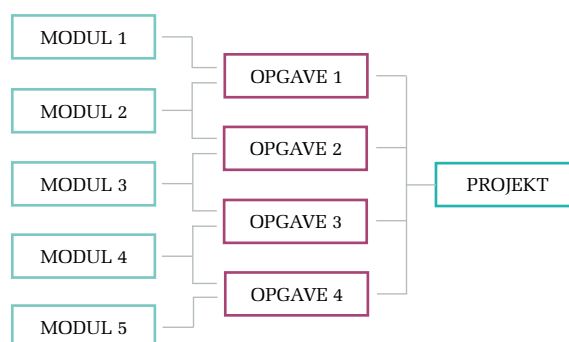 MODUL 1
MODUL 2
MODUL 3
MODUL 4
MODUL 5
OPGAVE 1
OPGAVE 2
OPGAVE 3
OPGAVE 4
PROJEKT